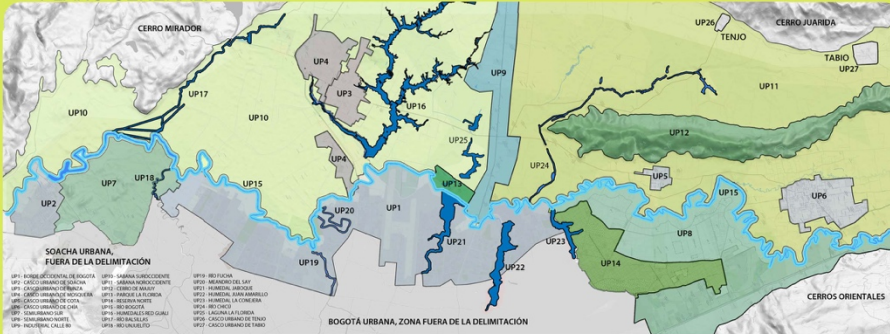 CERRO MIRADOR
UP26
TENJO
CERRO JUARIDA
TABIO
UP27
UP4
UP3
UP9
UP17
UP16
UP11
UP10
UP10
UP12
UP25
UP24
UP4
UP18
UP13
UP5
UP7
UP15
UP15
UP6
UP2
UP20
UP1
UP21
UP23
UP8
UP22
UP14
UP19
SOACHA URBANA,
FUERA DE LA DELIMITACIÓN
UP1 - BORDE OCCIDENTAL DE BOGOTÁ
UP2 - CASCO URBANO DE SOACHA
UP3 - CASCO URBANO DE FUNZA
UP4 - CASCO URBANO DE MOSQUERA
UP5 - CASCO URBANO DE COTA
UP6 - CASCO URBANO DE CHIA
UP7 - SEMIURBANO SUR
UP8 - SEMIURBANO NORTE
UP9 - INDUSTRIAL CALLE 80
UP10 - SABANA SUROCCIDENTE
UP11 - SABANA NOROCCIDENTE
UP12 - CERRO DE MAJUY
UP13 - PARQUE LA FLORIDA
UP14 - RESERVA NORTE
UP15 - RÍO BOGOTÁ
UP16 - HUMEDALES RED GUALI
UP17 - RÍO BALSILLAS
UP18 - RÍO TUNJUELITO
UP19 - RÍO FUCHA
UP20 - MEANDRO DEL SAY
UP21 - HUMEDAL JABOQUE
UP22 - HUMEDAL JUAN AMARILLO
UP23 - HUMEDAL LA CONEJERA
UP24 - RÍO CHICÚ
UP25 - LAGUNA LA FLORIDA
UP26 - CASCO URBANO DE TENJO
UP27 - CASCO URBANO DE TABIO
BOGOTÁ URBANA, ZONA FUERA DE LA DELIMITACIÓN
CERROS ORIENTALES